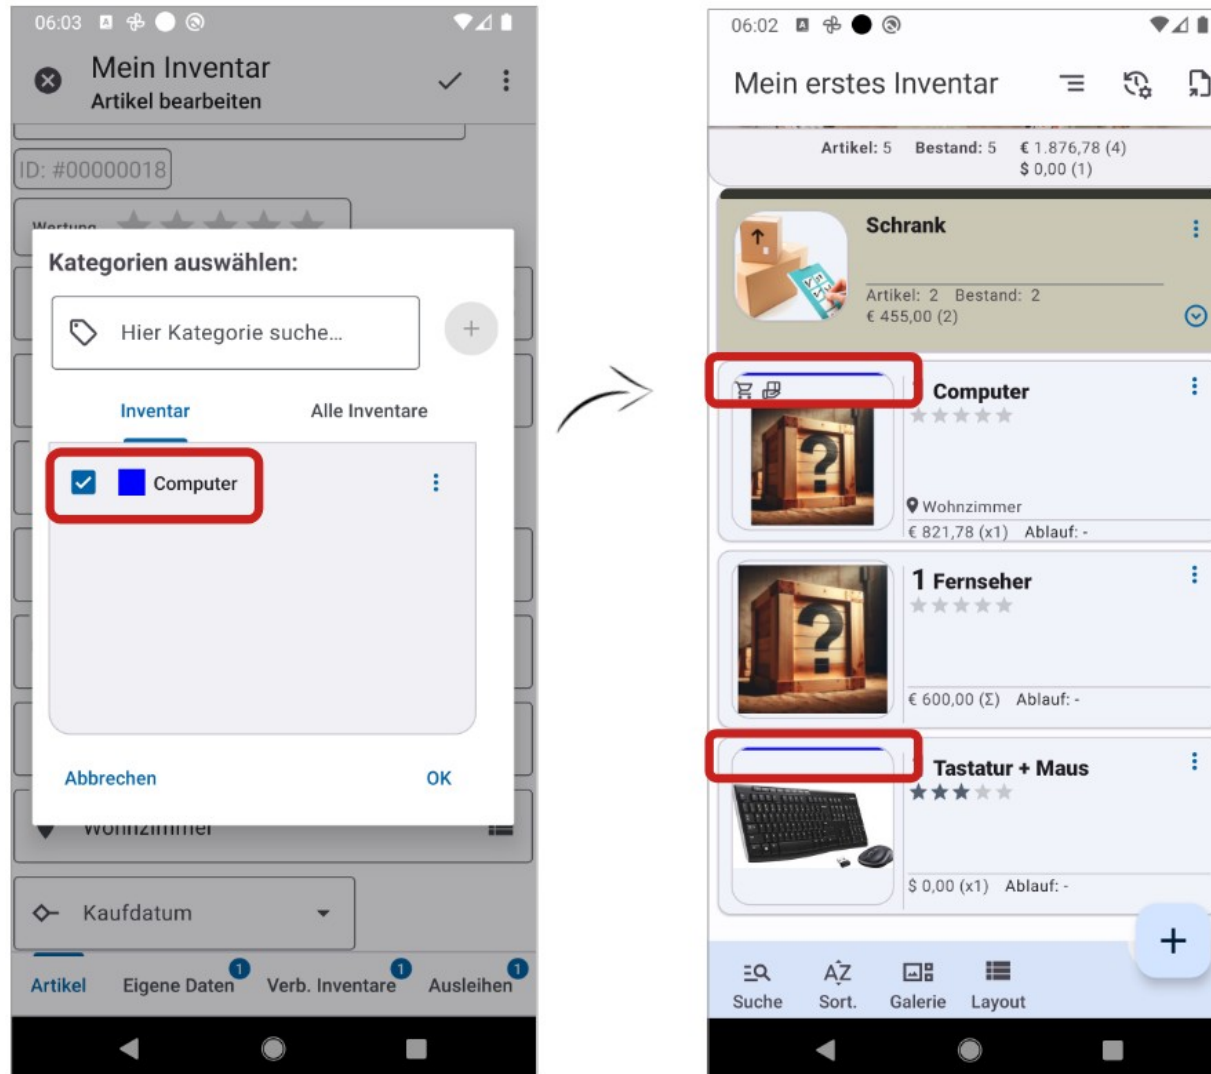 06:03
Mein Inventar
Artikel bearbeiten
ID: #00000018
Wertung
Kategorien auswählen:
Hier Kategorie suche...
Inventar Alle Inventare
Computer
Abbrechen OK
Wohnzimmer
Kaufdatum
Artikel Eigene Daten 1 Verb. Inventare 1 Ausleihen 1
06:02
Mein erstes Inventar
Artikel: 5 Bestand: 5 € 1.876,78 (4)
$ 0,00 (1)
Schrank
Artikel: 2 Bestand: 2
€ 455,00 (2)
Computer
Wohnzimmer
€ 821,78 (x1) Ablauf: -
1 Fernseher
€ 600,00 (Σ) Ablauf: -
Tastatur + Maus
$ 0,00 (x1) Ablauf: -
Suche Sort. Galerie Layout